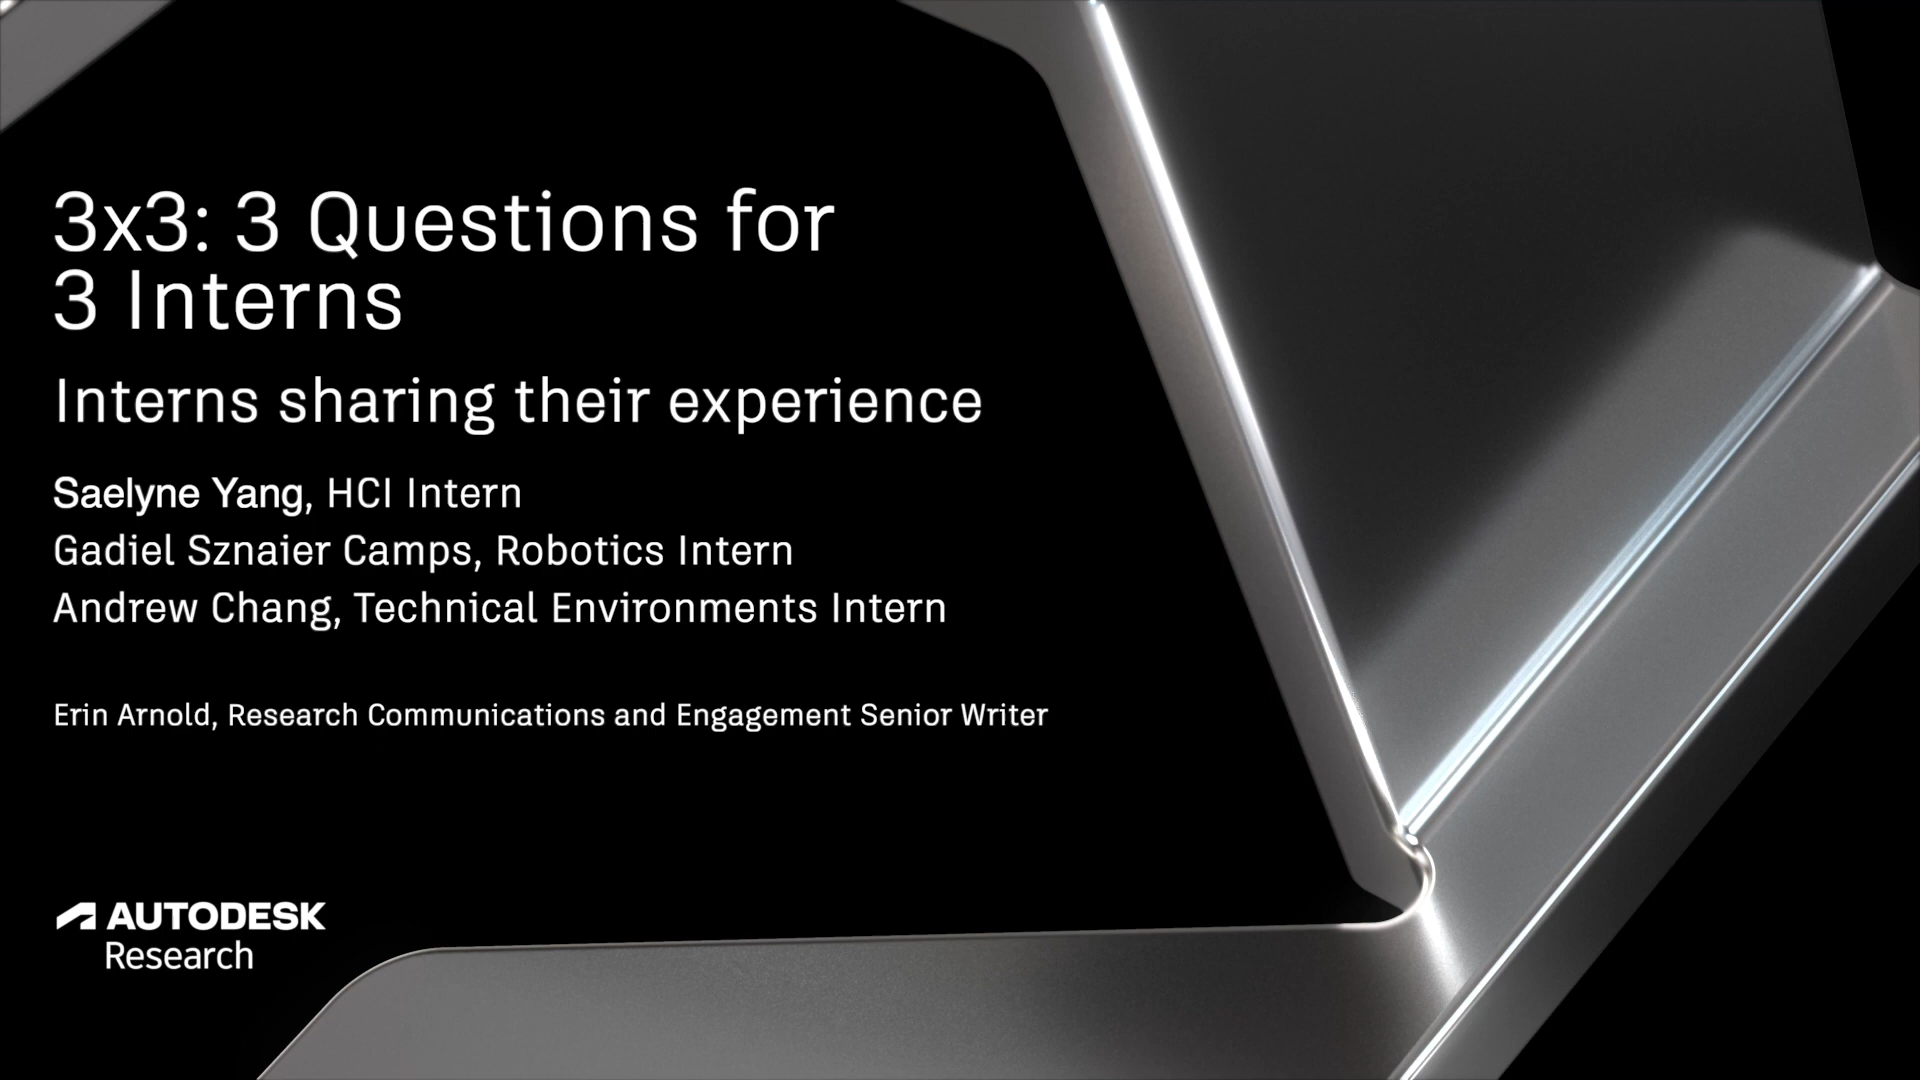 3x3: 3 Questions for
3 Interns
Interns sharing their experience
Saelyne Yang, HCI Intern
Gadiel Sznaier Camps, Robotics Intern
Andrew Chang, Technical Environments Intern
Erin Arnold, Research Communications and Engagement Senior Writer
AUTODESK
Research